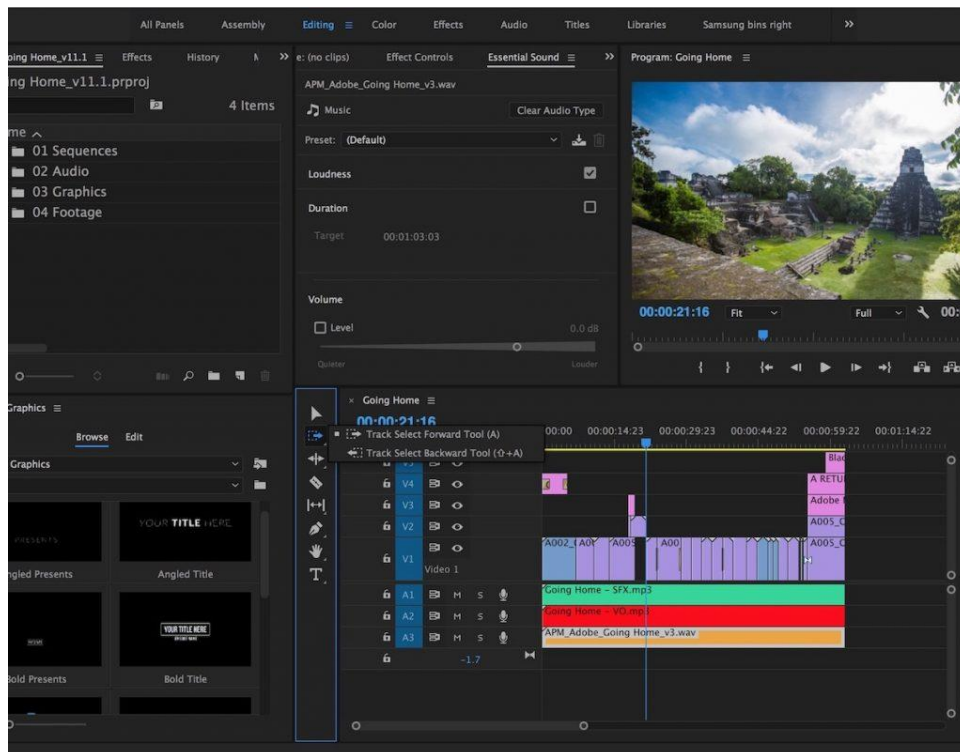 All Panels Assembly Editing Color Effects Audio Titles Libraries Samsung bins right
oing Home_v11.1 Effects History
ing Home_v11.1.prproj
4 Items
me
01 Sequences
02 Audio
03 Graphics
04 Footage
e: (no clips) Effect Controls Essential Sound
APM_Adobe_Going Home_v3.wav
Music Clear Audio Type
Preset: (Default)
Loudness
Duration
Target 00:01:03:03
Volume
Level 0.0 dB
Quieter Louder
Program: Going Home
00:00:21:16 Fit Full 00:
Graphics
Browse Edit
Graphics
PRESENTS
YOUR TITLE HERE
ngled Presents Angled Title
YOUR TITLE HERE
Bold Presents Bold Title
× Going Home
00:00:21:16
Track Select Forward Tool (A)
Track Select Backward Tool (⇧+A)
:00:00 00:00:14:23 00:00:29:23 00:00:44:22 00:00:59:22 00:01:14:22
Blac
V4 A RETU
V3 Adobe
V2 A005_C
V1 Video 1 A002_ A00 A005 A00 A005_C
A1 M S Going Home - SFX.mp3
A2 M S Going Home - VO.mp3
A3 M S APM_Adobe_Going Home_v3.wav
-1.7
T